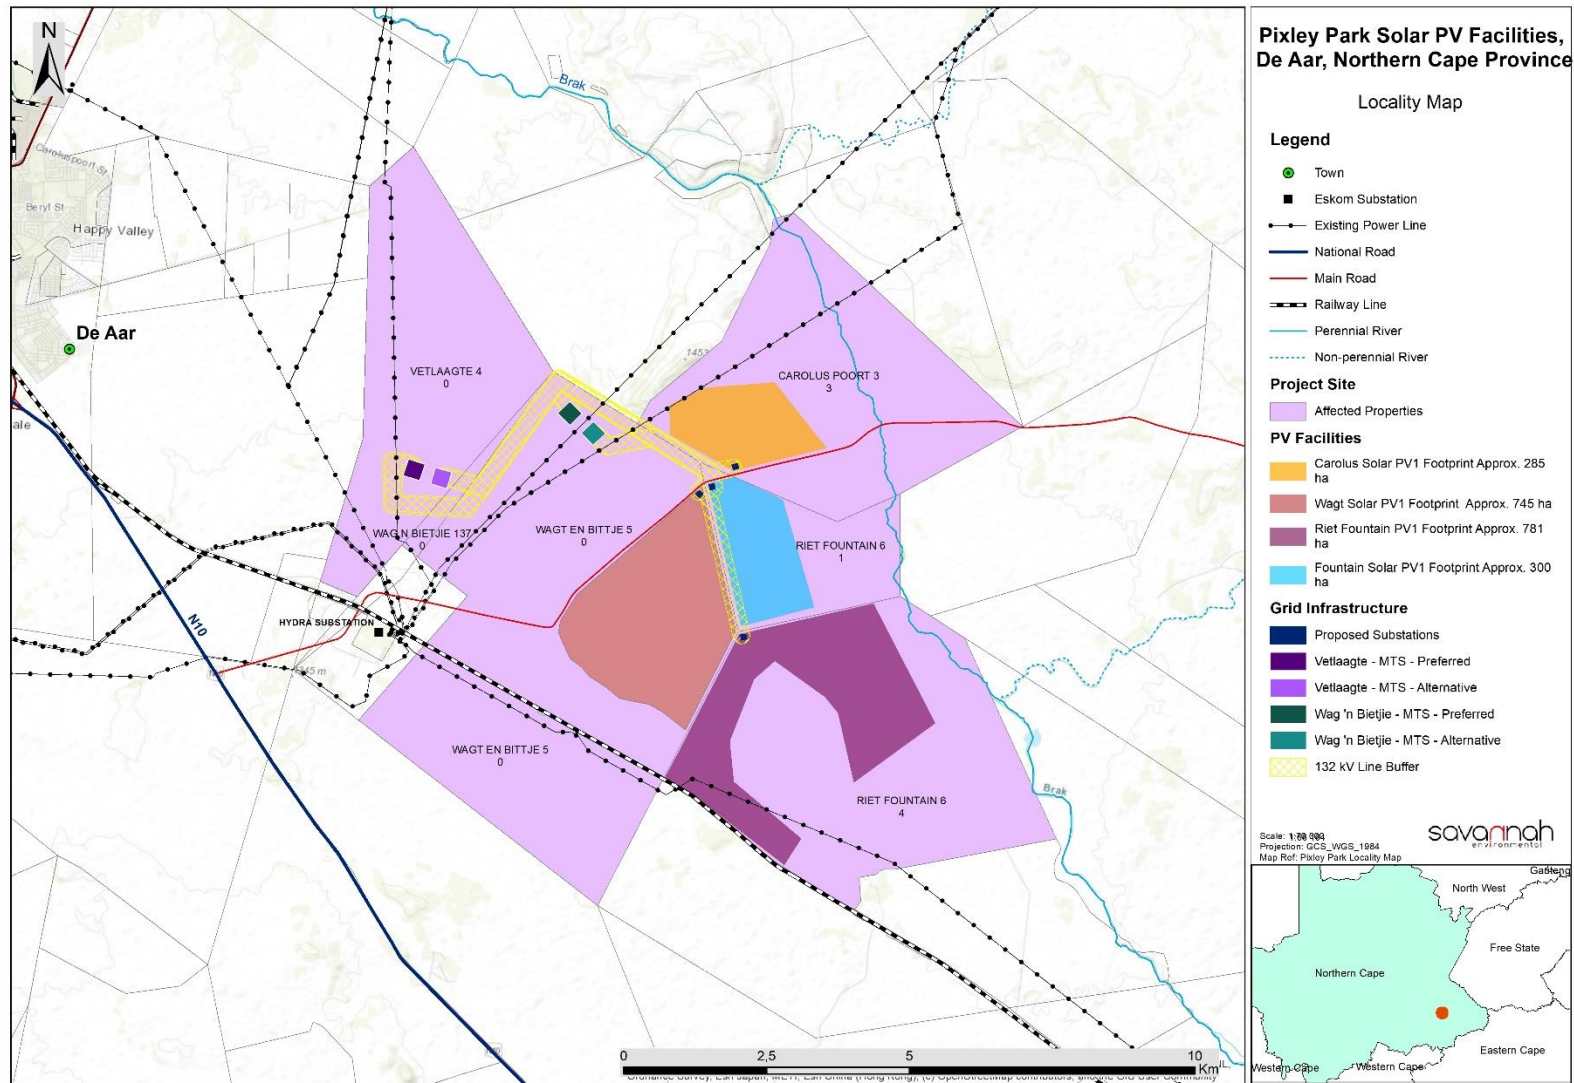 N
Brak
Caroluspoort St
Beryl St
Happy Valley
De Aar
ale
VETLAAGTE 4
0
1453
CAROLUS POORT 3
3
WAG N BIETJIE 137
0
WAGT EN BITTJE 5
0
RIET FOUNTAIN 6
1
N10
HYDRA SUBSTATION
WAGT EN BITTJE 5
0
RIET FOUNTAIN 6
4
Brak
0
2,5
5
10
Km
Pixley Park Solar PV Facilities,
De Aar, Northern Cape Province
Locality Map
Legend
Town
Eskom Substation
Existing Power Line
National Road
Main Road
Railway Line
Perennial River
Non-perennial River
Project Site
Affected Properties
PV Facilities
Carolus Solar PV1 Footprint Approx. 285
ha
Wagt Solar PV1 Footprint Approx. 745 ha
Riet Fountain PV1 Footprint Approx. 781
ha
Fountain Solar PV1 Footprint Approx. 300
ha
Grid Infrastructure
Proposed Substations
Vetlaagte - MTS - Preferred
Vetlaagte - MTS - Alternative
Wag 'n Bietjie - MTS - Preferred
Wag 'n Bietjie - MTS - Alternative
132 kV Line Buffer
Scale:
Projection: GCS_WGS_1984
Map Ref: Pixley Park Locality Map
savannah
environmental
Gauteng
North West
Free State
Northern Cape
Eastern Cape
Western Cape
Western Cape